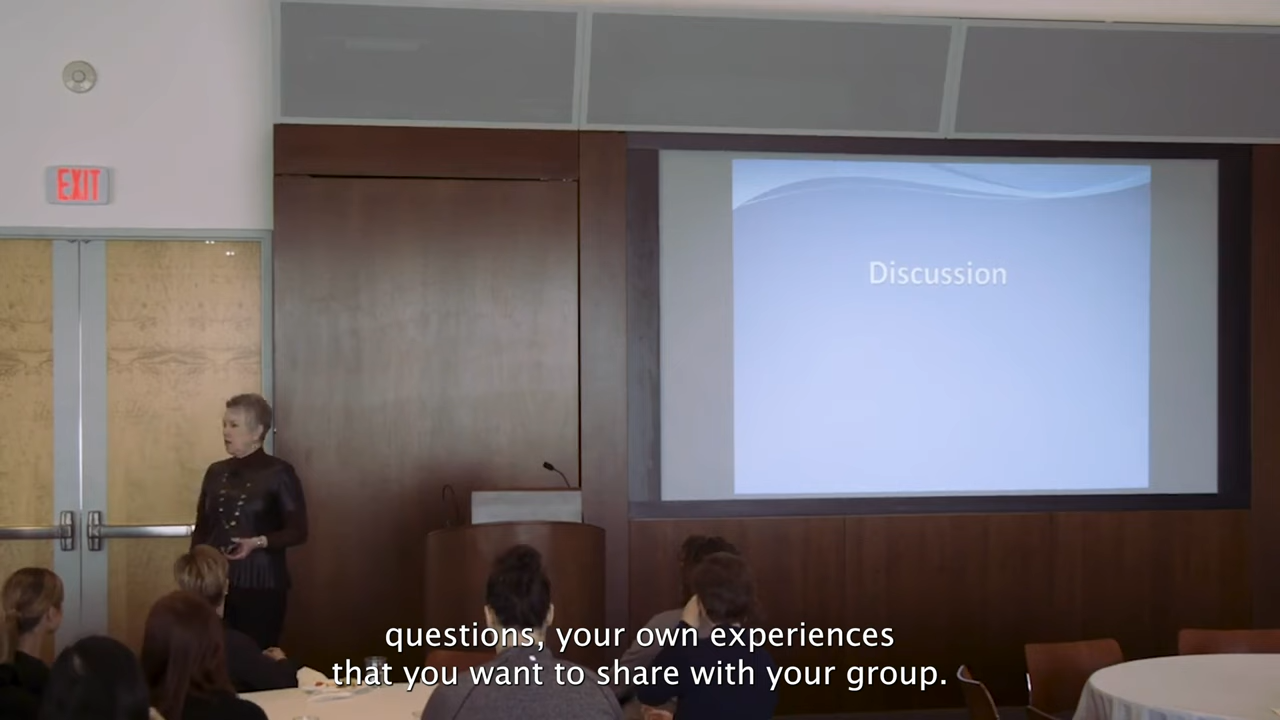 EXIT
Discussion
questions, your own experiences
that you want to share with your group.